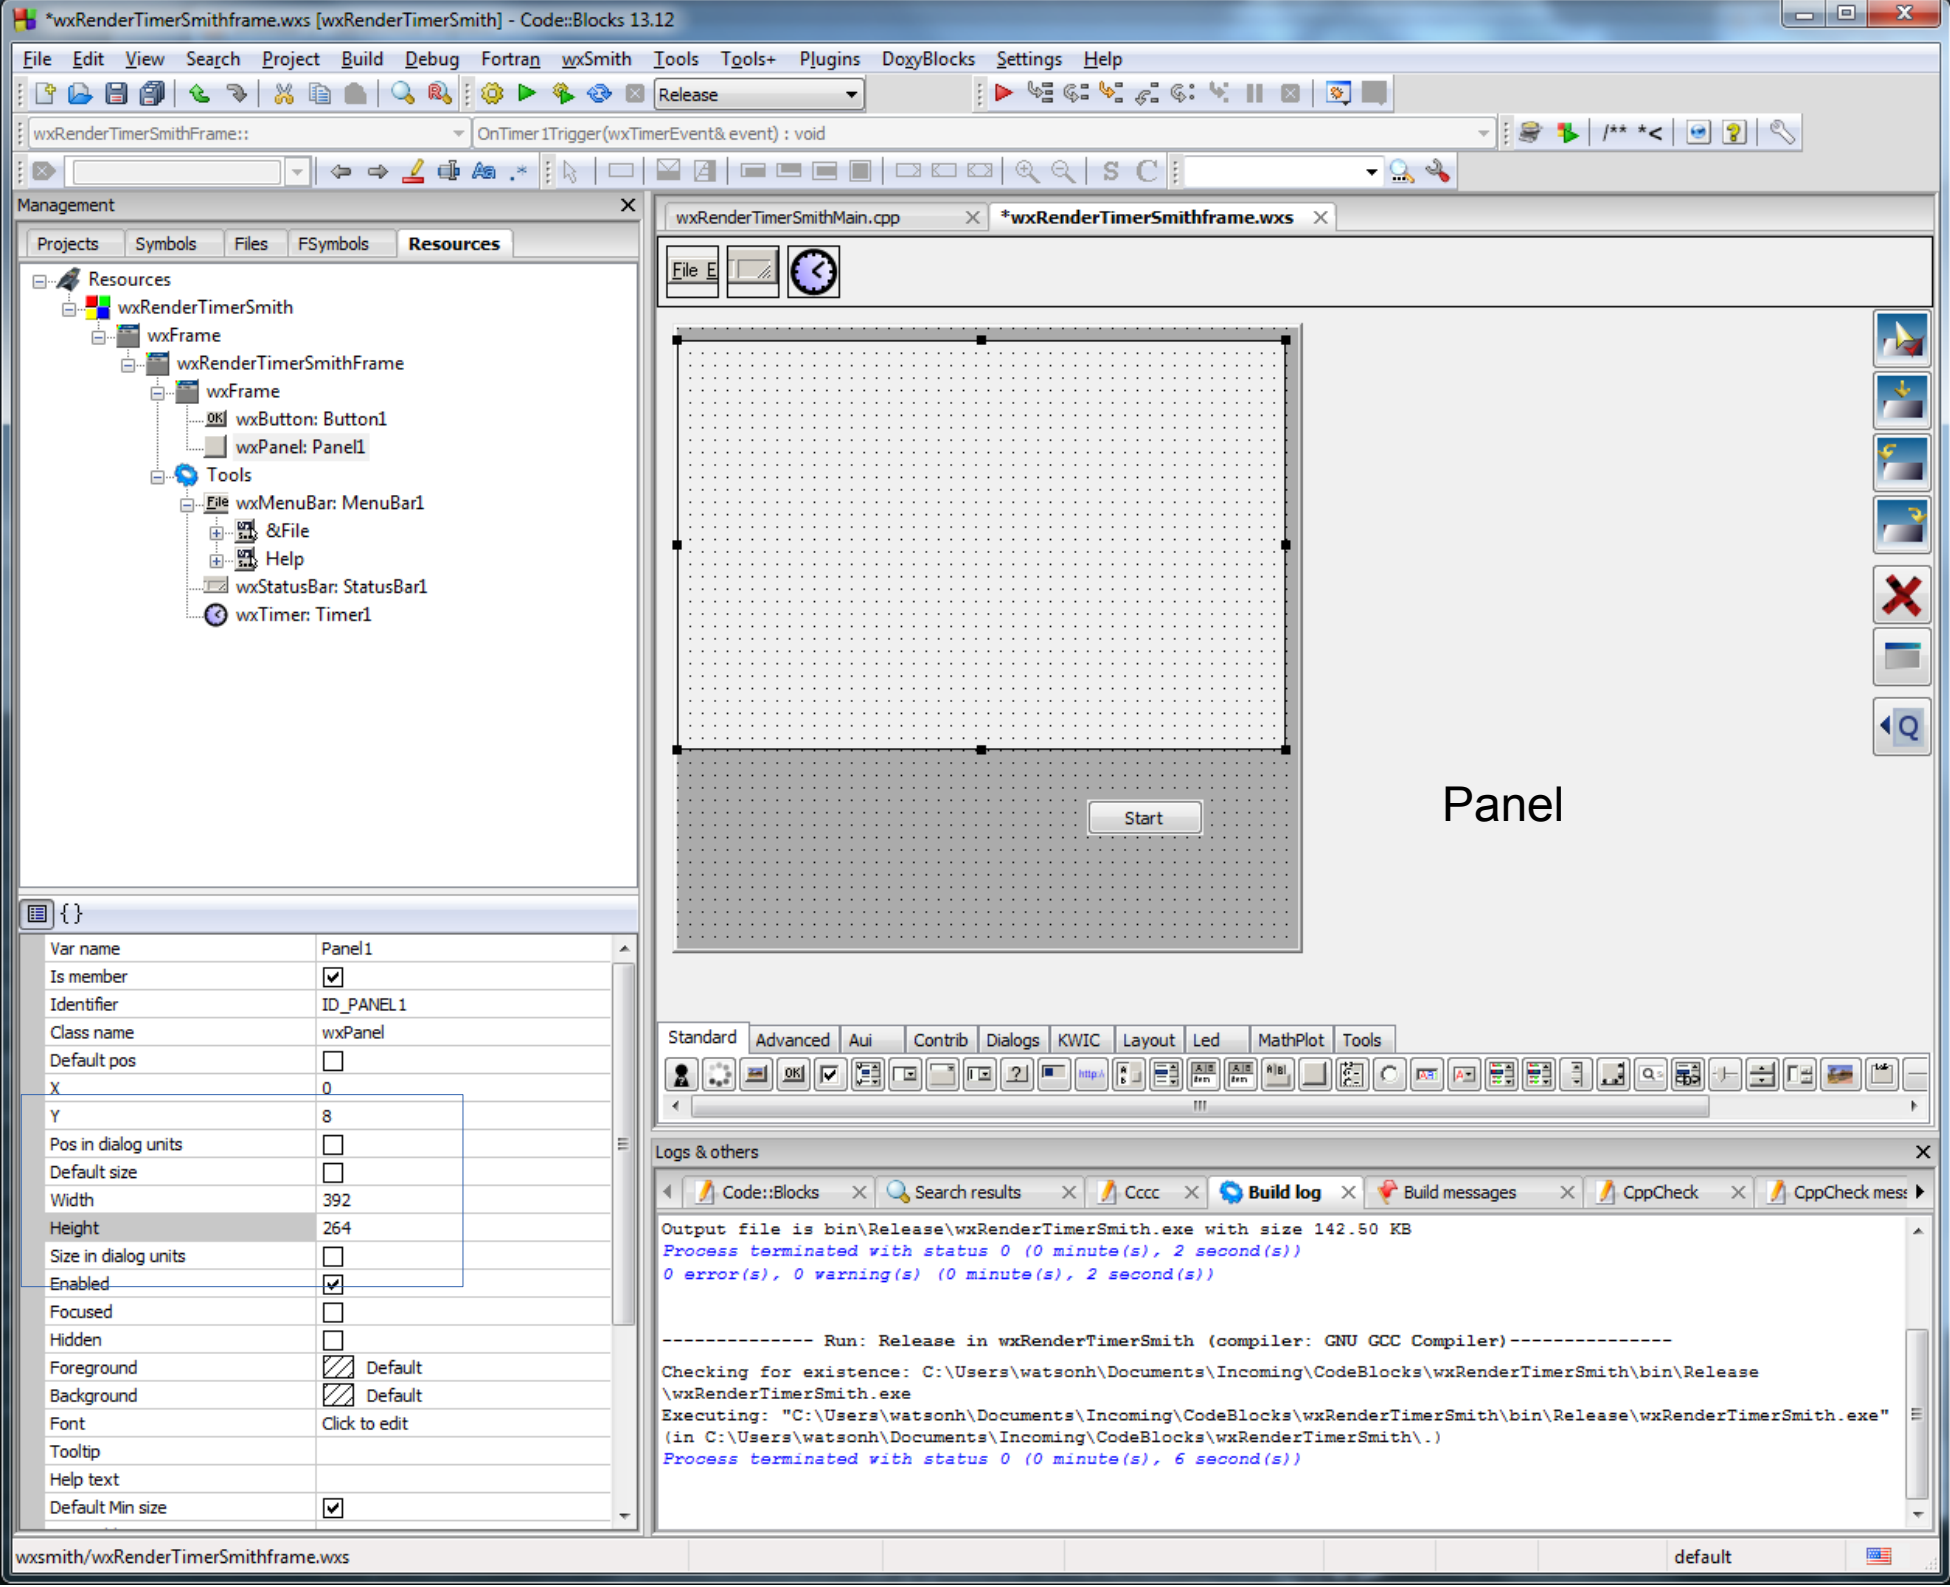 *wxRenderTimerSmithframe.wxs [wxRenderTimerSmith] - Code::Blocks 13.12
File Edit View Search Project Build Debug Fortran wxSmith Tools Tools+ Plugins DoxyBlocks Settings Help
Release
wxRenderTimerSmithFrame:: OnTimer1Trigger(wxTimerEvent& event) : void
/** *<
S C
Management
Projects Symbols Files FSymbols Resources
Resources
wxRenderTimerSmith
wxFrame
wxRenderTimerSmithFrame
wxFrame
OK wxButton: Button1
wxPanel: Panel1
Tools
File wxMenuBar: MenuBar1
&File
Help
wxStatusBar: StatusBar1
wxTimer: Timer1
{}
Var name Panel1
Is member
Identifier ID_PANEL1
Class name wxPanel
Default pos
X 0
Y 8
Pos in dialog units
Default size
Width 392
Height 264
Size in dialog units
Enabled
Focused
Hidden
Foreground Default
Background Default
Font Click to edit
Tooltip
Help text
Default Min size
wxRenderTimerSmithMain.cpp *wxRenderTimerSmithframe.wxs
File E
Start
Panel
Q
Standard Advanced Aui Contrib Dialogs KWIC Layout Led MathPlot Tools
Logs & others
Code::Blocks Search results Cccc Build log Build messages CppCheck CppCheck mess
Output file is bin\Release\wxRenderTimerSmith.exe with size 142.50 KB
Process terminated with status 0 (0 minute(s), 2 second(s))
0 error(s), 0 warning(s) (0 minute(s), 2 second(s))
-------------- Run: Release in wxRenderTimerSmith (compiler: GNU GCC Compiler)---------------
Checking for existence: C:\Users\watsonh\Documents\Incoming\CodeBlocks\wxRenderTimerSmith\bin\Release
\wxRenderTimerSmith.exe
Executing: "C:\Users\watsonh\Documents\Incoming\CodeBlocks\wxRenderTimerSmith\bin\Release\wxRenderTimerSmith.exe"
(in C:\Users\watsonh\Documents\Incoming\CodeBlocks\wxRenderTimerSmith\.)
Process terminated with status 0 (0 minute(s), 6 second(s))
wxsmith/wxRenderTimerSmithframe.wxs default